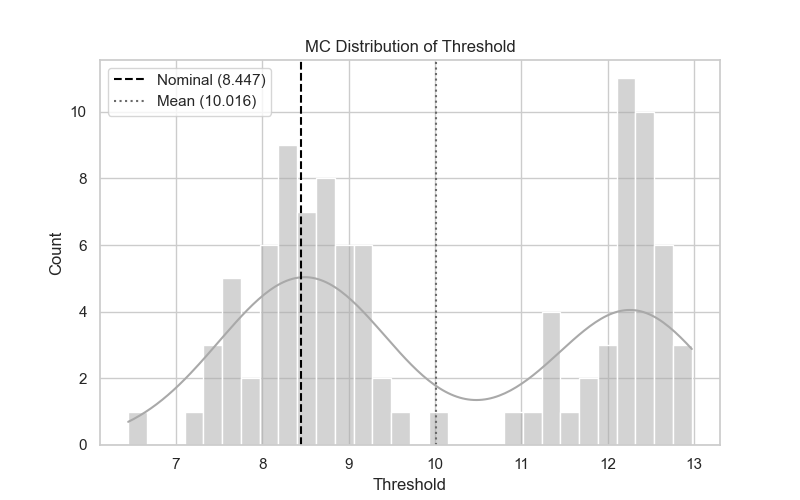 MC Distribution of Threshold
Nominal (8.447)
Mean (10.016)
10
8
6
4
2
0
Count
7 8 9 10 11 12 13
Threshold